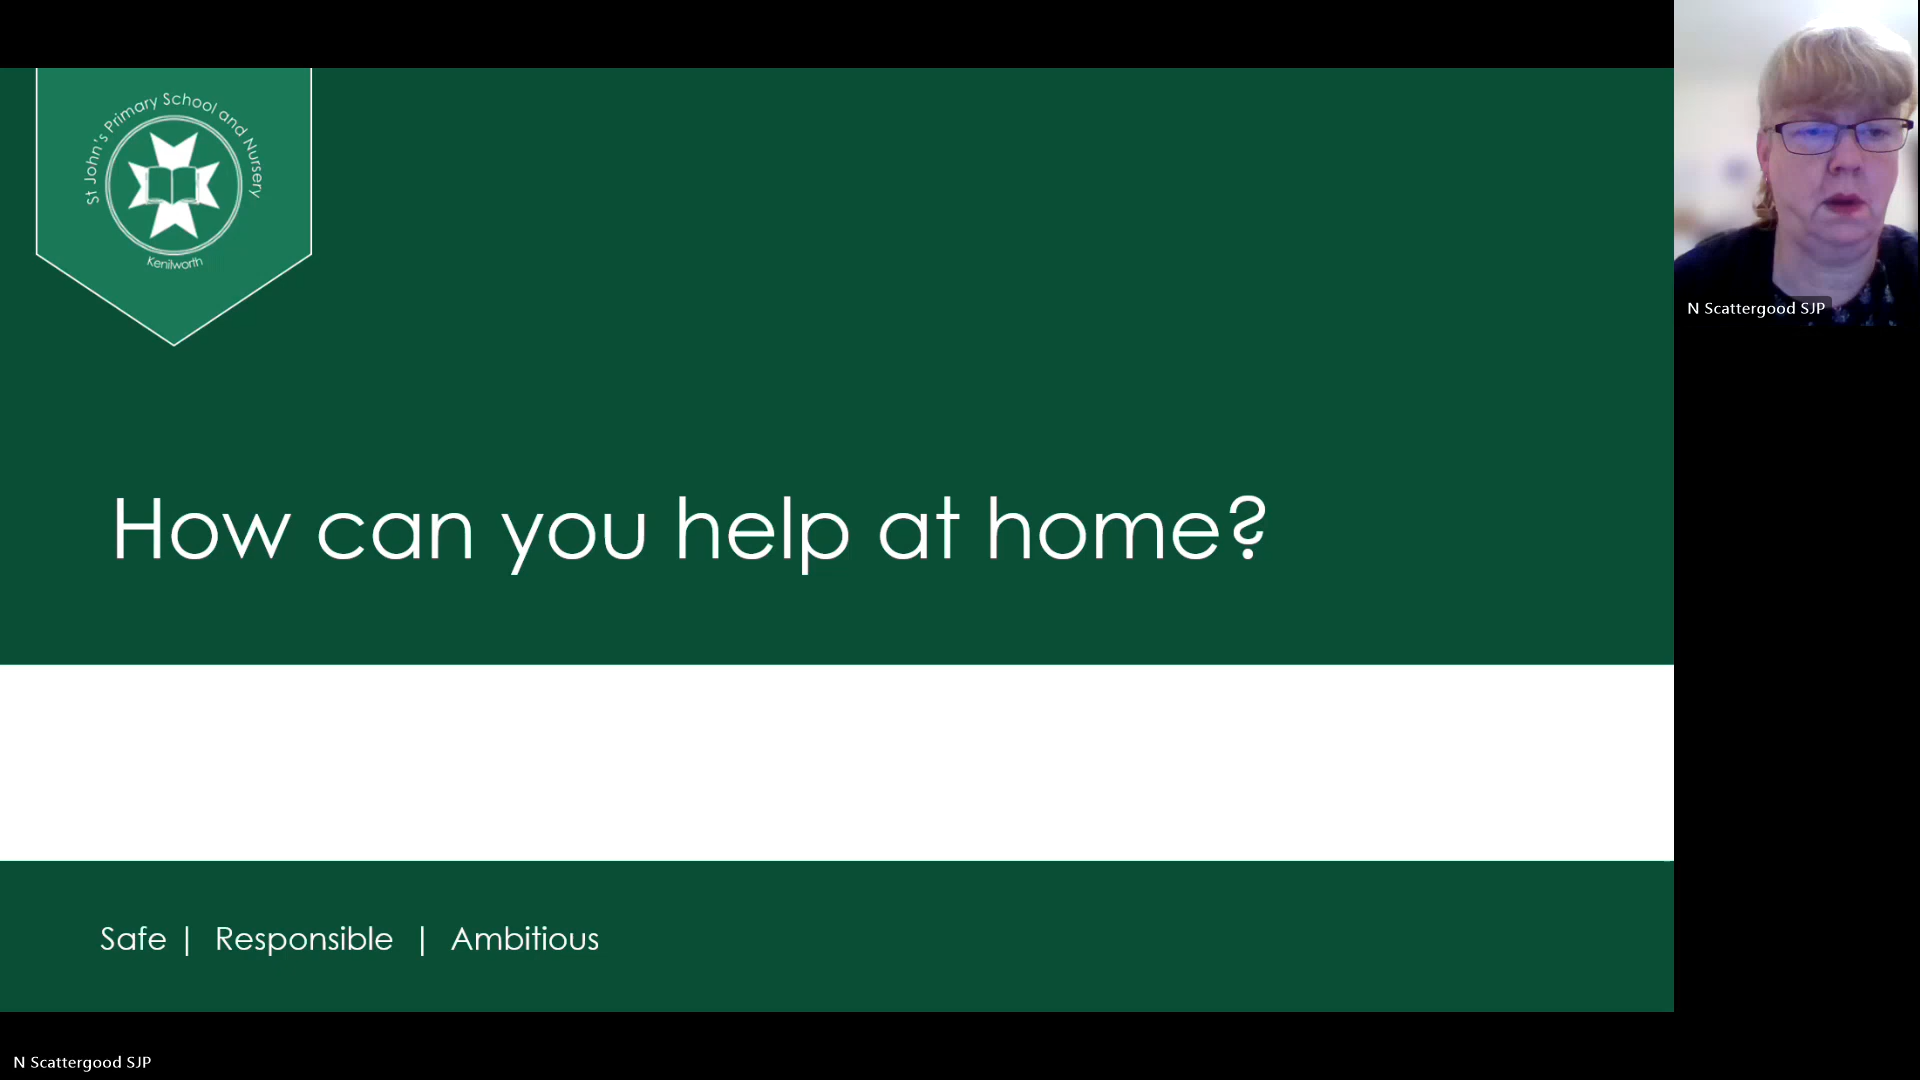 St John's Primary School and Nursery
Kenilworth
How can you help at home?
Safe | Responsible | Ambitious
N Scattergood SJP
N Scattergood SJP